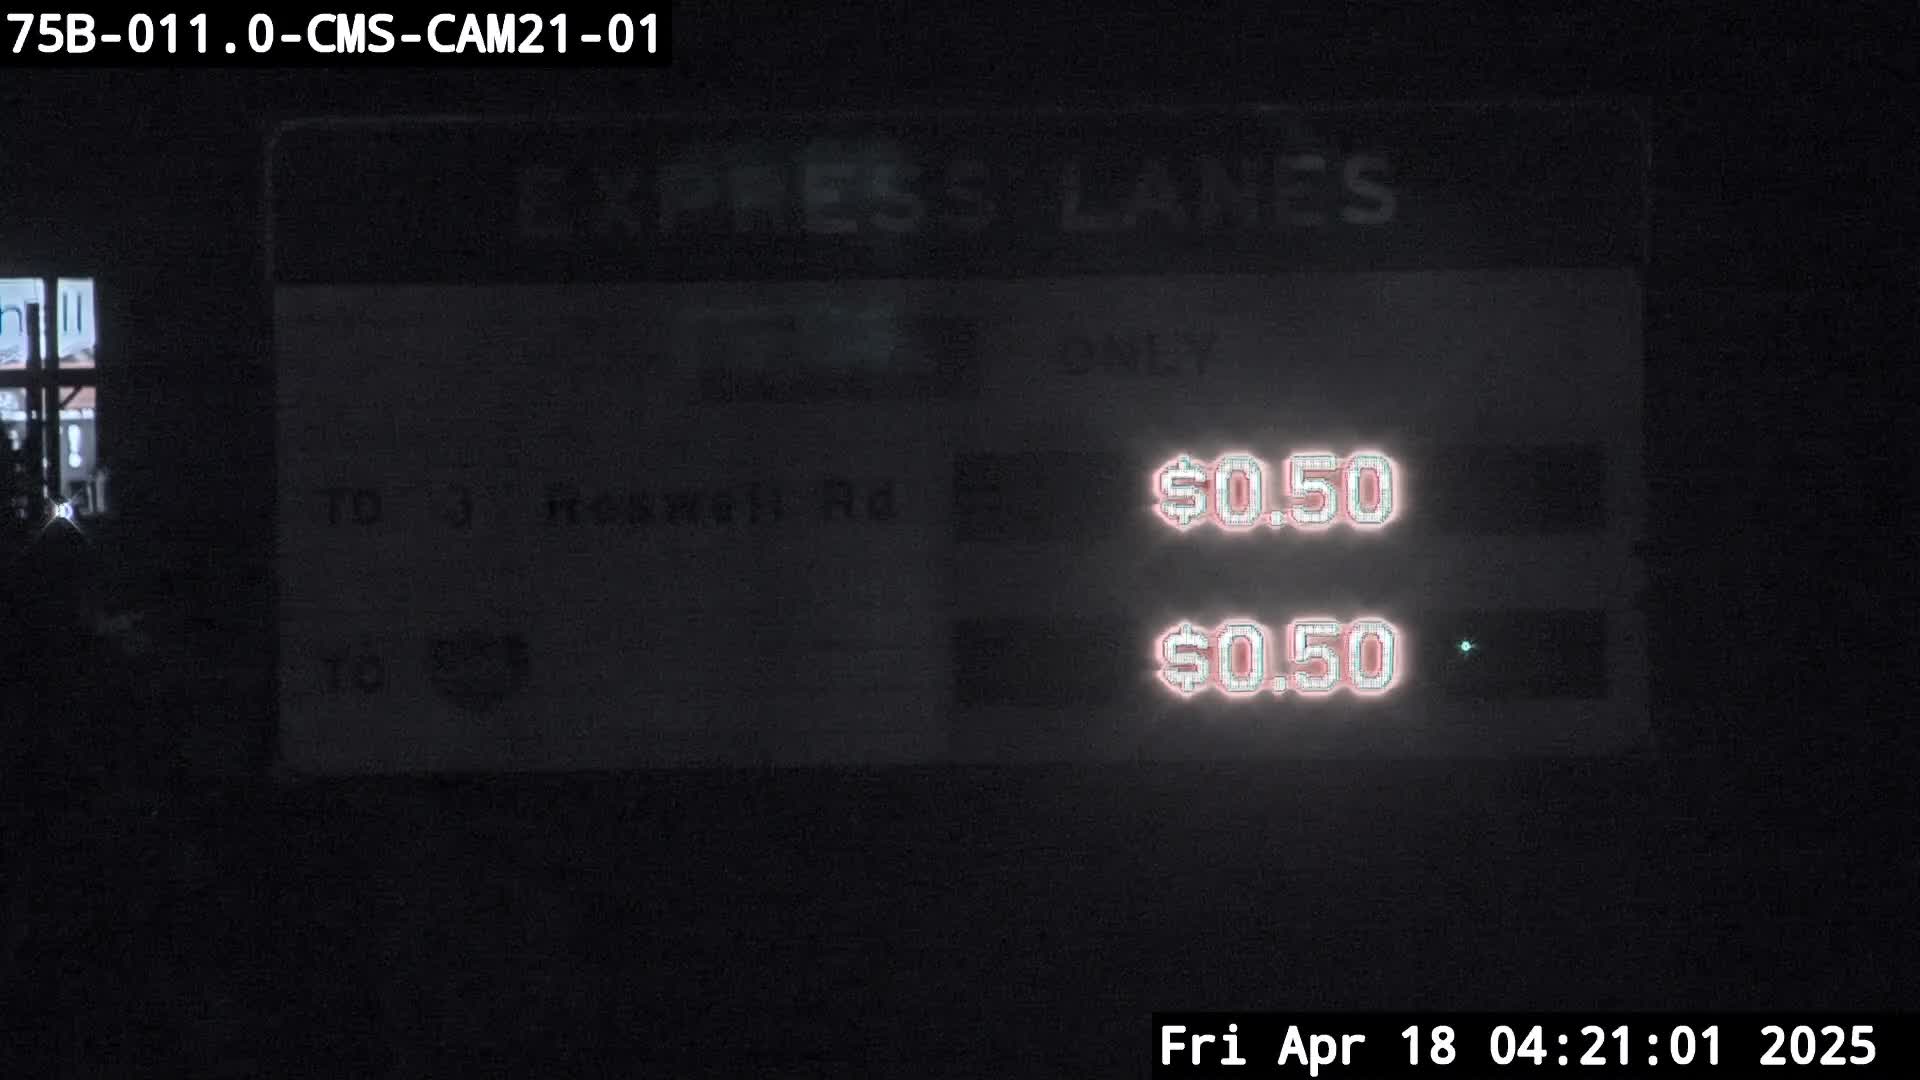 75B-011.0-CMS-CAM21-01
EXPRESS LANES
ONLY
TO 3 Roswell Rd $0.50
TO $0.50
Fri Apr 18 04:21:01 2025